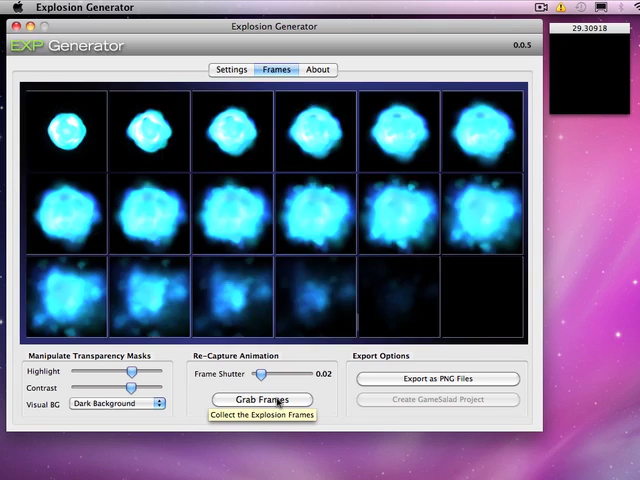 Explosion Generator
Explosion Generator
29.30918
EXP Generator
0.0.5
Settings Frames About
Manipulate Transparency Masks
Highlight
Contrast
Visual BG Dark Background
Re-Capture Animation
Frame Shutter 0.02
Grab Frames
Collect the Explosion Frames
Export Options
Export as PNG Files
Create GameSalad Project